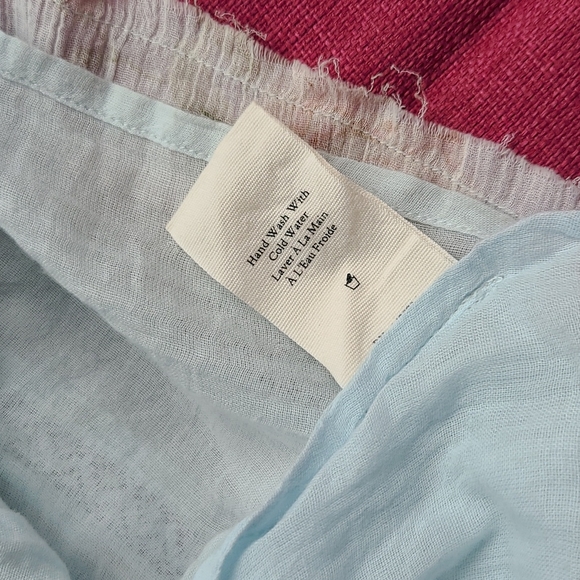 Hand Wash With
Cold Water
Laver À La Main
À L'Eau Froide